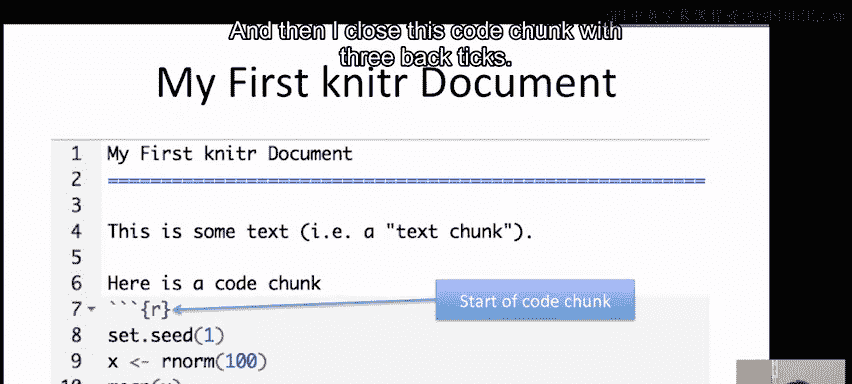 And then I close this code chunk with
three back ticks.
My First knitr Document
1 My First knitr Document
2 =========================================================
3
4 This is some text (i.e. a "text chunk").
5
6 Here is a code chunk
7 ```{r}
Start of code chunk
8 set.seed(1)
9 x <- rnorm(100)